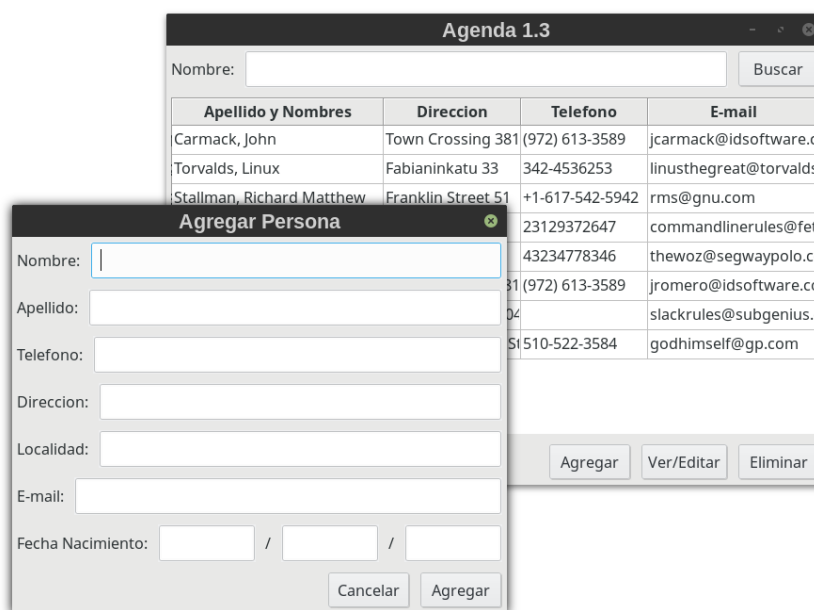 Agenda 1.3
Nombre:
Buscar
Apellido y Nombres Direccion Telefono E-mail
Carmack, John Town Crossing 381 (972) 613-3589 jcarmack@idsoftware.
Torvalds, Linux Fabianinkatu 33 342-4536253 linusthegreat@torvalds
Stallman, Richard Matthew Franklin Street 51 +1-617-542-5942 rms@gnu.com
23129372647 commandlinerules@fe
43234778346 thewoz@segwaypolo.c
31 (972) 613-3589 jromero@idsoftware.c
04 slackrules@subgenius.
St 510-522-3584 godhimself@gp.com
Agregar Ver/Editar Eliminar
Agregar Persona
Nombre:
Apellido:
Telefono:
Direccion:
Localidad:
E-mail:
Fecha Nacimiento: / /
Cancelar Agregar